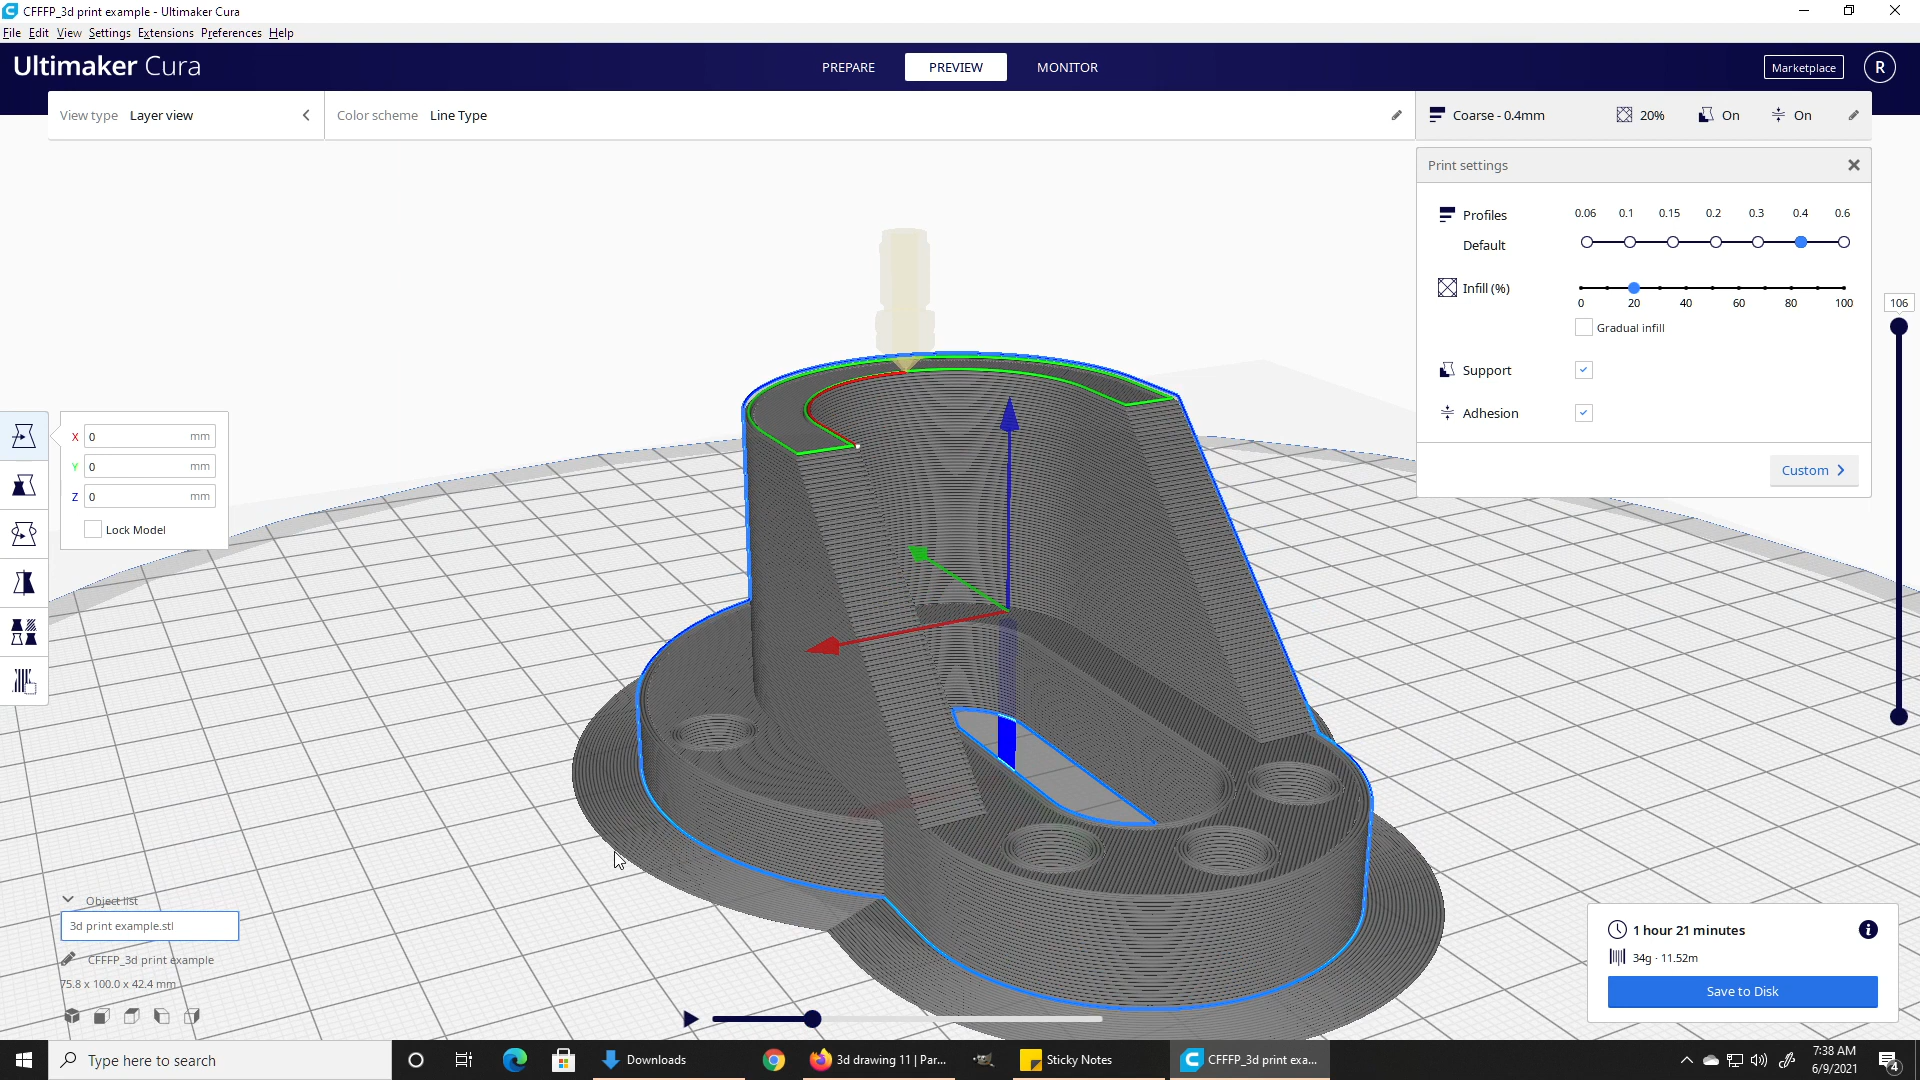 CFFFP_3d print example - Ultimaker Cura
File Edit View Settings Extensions Preferences Help
Ultimaker Cura
PREPARE PREVIEW MONITOR
Marketplace R
View type Layer view
Color scheme Line Type
Coarse - 0.4mm 20% On On
Print settings
Profiles 0.06 0.1 0.15 0.2 0.3 0.4 0.6
Default
Infill (%)
0 20 40 60 80 100
Gradual infill
Support
Adhesion
Custom
106
X 0 mm
Y 0 mm
Z 0 mm
Lock Model
Object list
3d print example.stl
CFFFP_3d print example
75.8 x 100.0 x 42.4 mm
1 hour 21 minutes
34g · 11.52m
Save to Disk
Type here to search
Downloads
3d drawing 11 | Par...
Sticky Notes
CFFFP_3d print exa...
7:38 AM
6/9/2021
4